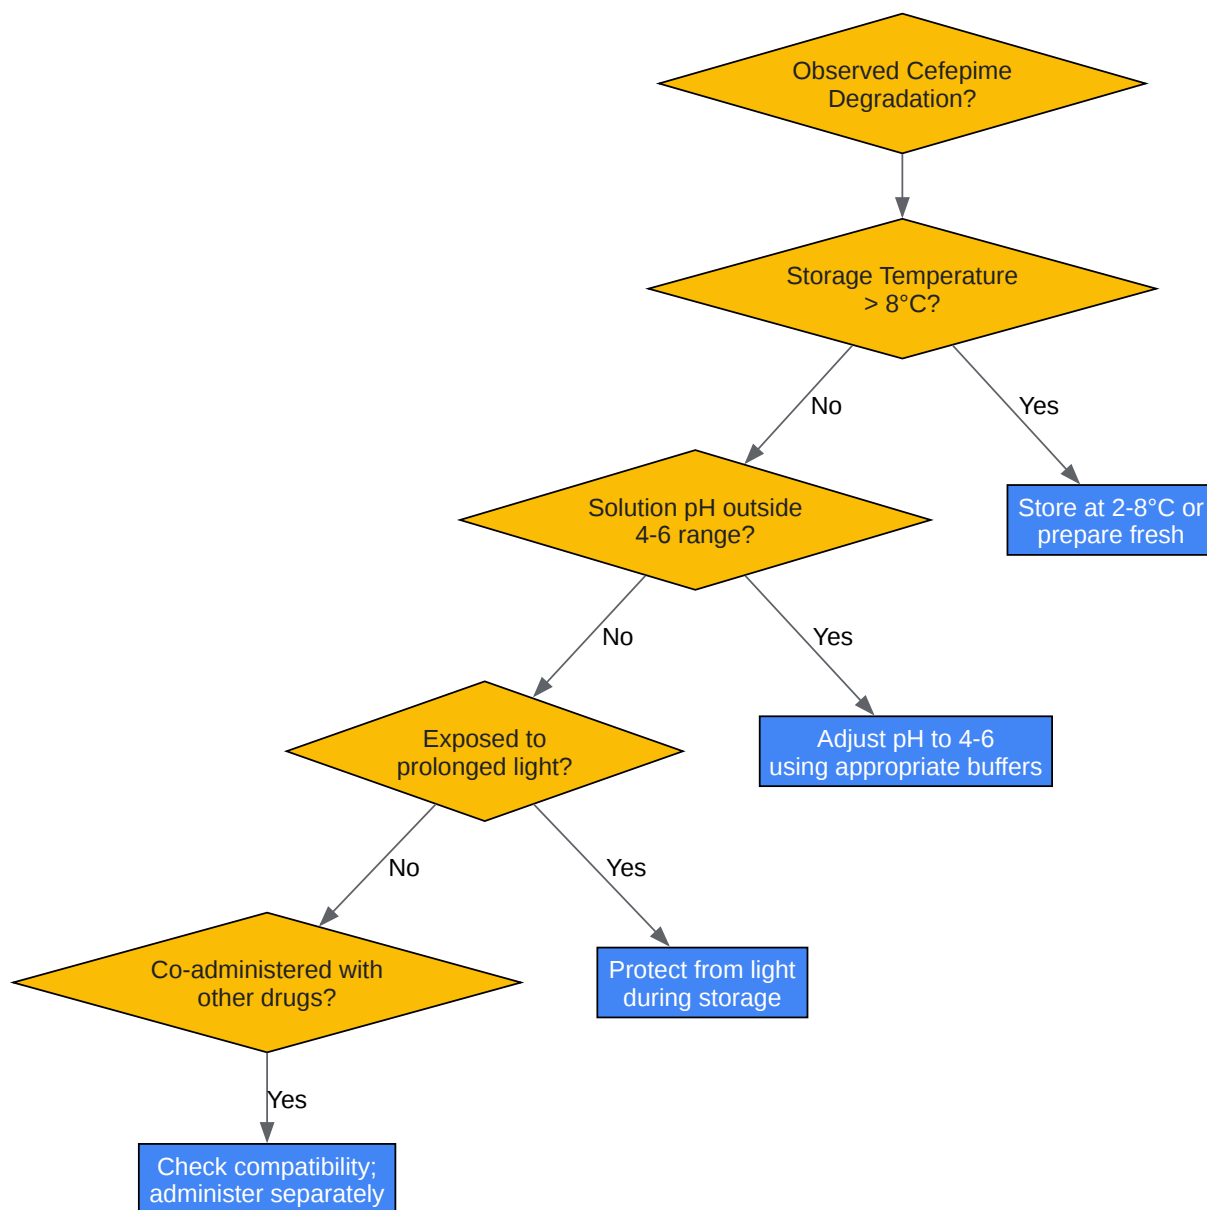 Observed Cefepime
Degradation?
Storage Temperature
> 8°C?
No
Yes
Solution pH outside
4-6 range?
Store at 2-8°C or
prepare fresh
No
Yes
Exposed to
prolonged light?
Adjust pH to 4-6
using appropriate buffers
No
Yes
Co-administered with
other drugs?
Protect from light
during storage
Yes
Check compatibility;
administer separately